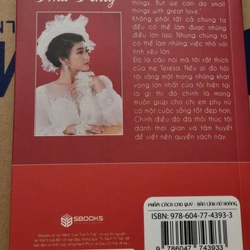 things. But we can do small
things with great love."
Không phải tất cả chúng ta
đều có thể làm được những
điều lớn lao. Nhưng chúng ta
có thể làm những việc nhỏ với
tình yêu lớn.
Đó là câu nói mà tôi rất thích
của mẹ Teresa. Nếu ai đó hỏi
tôi rằng một trong những khát
vọng lớn của tôi hiện tại
là gì thì đó chính là mong
muốn giúp cho chị em phụ nữ
có một cuộc sống tốt đẹp hơn.
Chính điều đó đã thôi thúc tôi
dành thời gian và tâm huyết
để viết nên quyển sách này.
SBOOKS
PHẨM CÁCH CAO QUÝ - BẢN LĨNH NỮ HOÀNG
ISBN: 978-604-77-4393-3
9 786047 743933